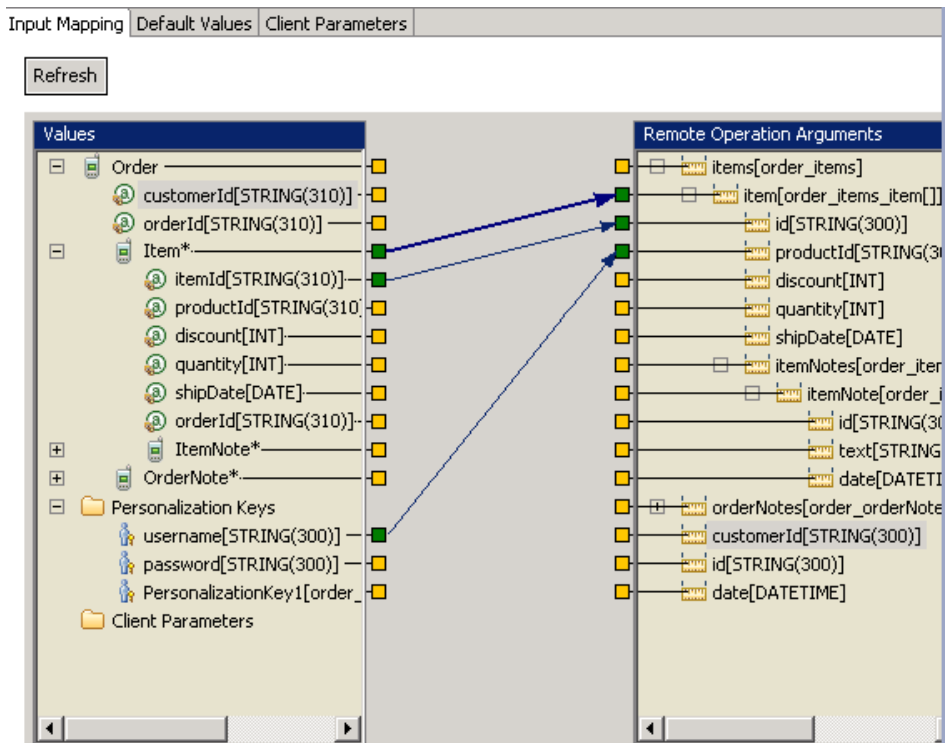 Input Mapping Default Values Client Parameters
Refresh
Values
Order
customerId[STRING(310)]
orderId[STRING(310)]
Item*
itemId[STRING(310)]
productId[STRING(310
discount[INT]
quantity[INT]
shipDate[DATE]
orderId[STRING(310)]
ItemNote*
OrderNote*
Personalization Keys
username[STRING(300)]
password[STRING(300)]
PersonalizationKey1[order_
Client Parameters
Remote Operation Arguments
items[order_items]
item[order_items_item[]]
id[STRING(300)]
productId[STRING(3
discount[INT]
quantity[INT]
shipDate[DATE]
itemNotes[order_iter
itemNote[order_i
id[STRING(3
text[STRING
date[DATETI
orderNotes[order_orderNote
customerId[STRING(300)]
id[STRING(300)]
date[DATETIME]